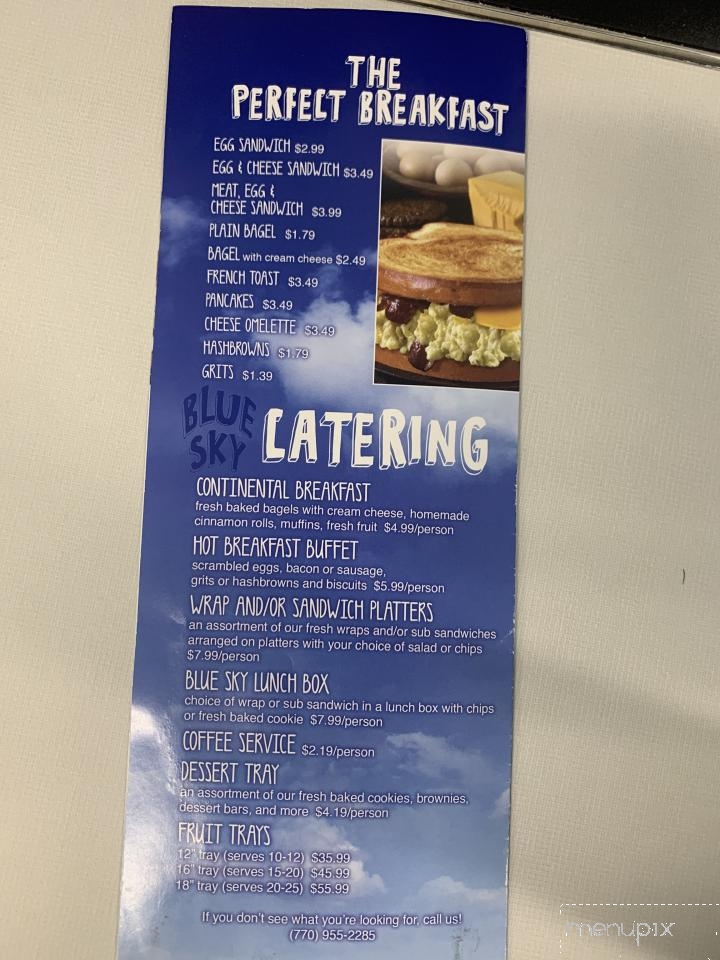 THE
PERFECT BREAKFAST
EGG SANDWICH $2.99
EGG & CHEESE SANDWICH $3.49
MEAT, EGG &
CHEESE SANDWICH $3.99
PLAIN BAGEL $1.79
BAGEL with cream cheese $2.49
FRENCH TOAST $3.49
PANCAKES $3.49
CHEESE OMELETTE $3.49
HASHBROWNS $1.79
GRITS $1.39
BLUE
SKY
CATERING
CONTINENTAL BREAKFAST
fresh baked bagels with cream cheese, homemade
cinnamon rolls, muffins, fresh fruit $4.99/person
HOT BREAKFAST BUFFET
scrambled eggs, bacon or sausage,
grits or hashbrowns and biscuits $5.99/person
WRAP AND/OR SANDWICH PLATTERS
an assortment of our fresh wraps and/or sub sandwiches
arranged on platters with your choice of salad or chips
$7.99/person
BLUE SKY LUNCH BOX
choice of wrap or sub sandwich in a lunch box with chips
or fresh baked cookie $7.99/person
COFFEE SERVICE $2.19/person
DESSERT TRAY
an assortment of our fresh baked cookies, brownies,
dessert bars, and more $4.19/person
FRUIT TRAYS
12" tray (serves 10-12) $35.99
16" tray (serves 15-20) $45.99
18" tray (serves 20-25) $55.99
If you don't see what you're looking for, call us!
(770) 955-2285
menupix